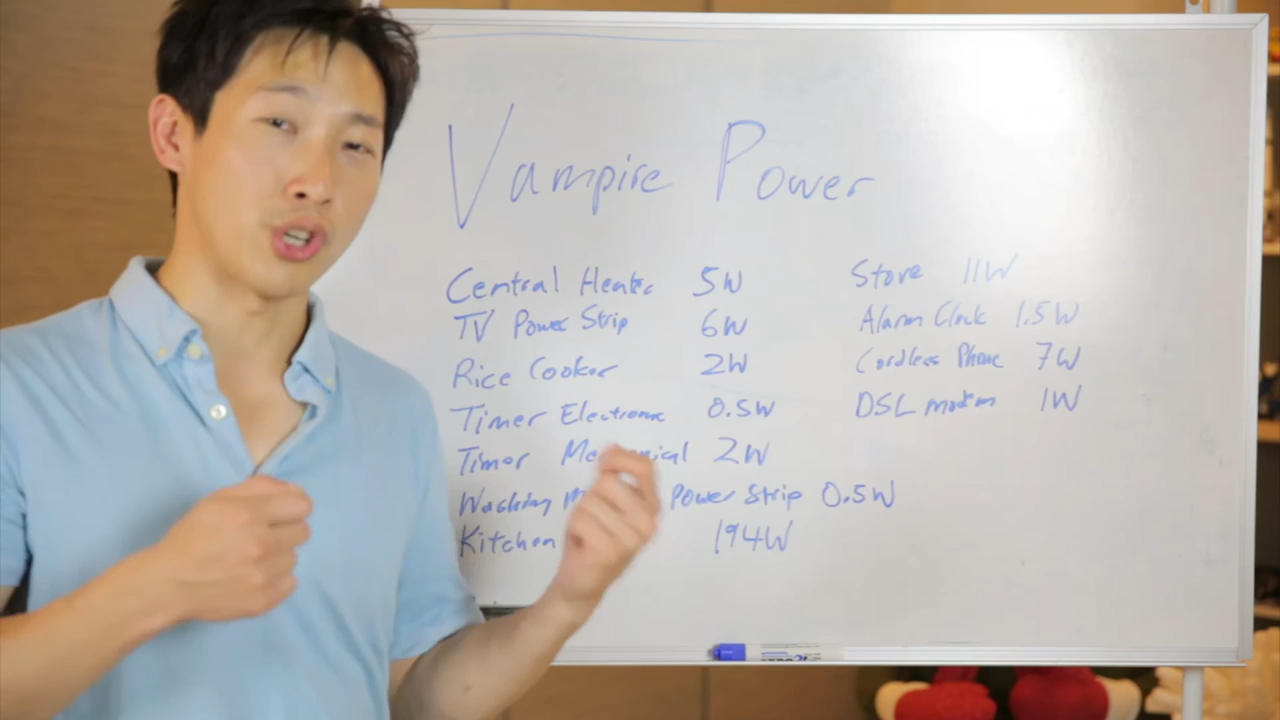 Vampire Power
Central Heater 5W
TV Power Strip 6W
Rice Cooker 2W
Timer Electronic 0.5W
Timer 2W
Washing Power Strip 0.5W
Kitchen 194W
Stove 11W
Alarm Clock 1.5W
Cordless Phone 7W
DSL modem 1W